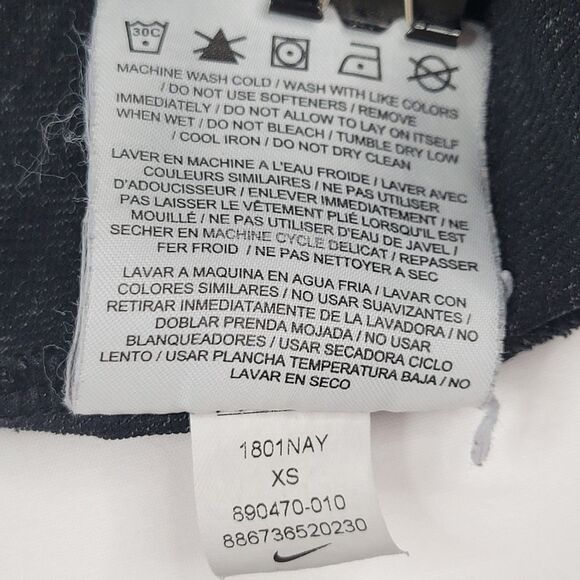 30C
MACHINE WASH COLD / WASH WITH LIKE COLORS
/ DO NOT USE SOFTENERS / REMOVE
IMMEDIATELY / DO NOT ALLOW TO LAY ON ITSELF
WHEN WET / DO NOT BLEACH / TUMBLE DRY LOW
/ COOL IRON / DO NOT DRY CLEAN
LAVER EN MACHINE A L'EAU FROIDE / LAVER AVEC
COULEURS SIMILAIRES / NE PAS UTILISER
D'ADOUCISSEUR / ENLEVER IMMEDIATEMENT / NE
PAS LAISSER LE VÊTEMENT PLIÉ LORSQU'IL EST
MOUILLÉ / NE PAS UTILISER D'EAU DE JAVEL /
SECHER EN MACHINE CYCLE DELICAT / REPASSER
FER FROID / NE PAS NETTOYER A SEC
LAVAR A MAQUINA EN AGUA FRIA / LAVAR CON
COLORES SIMILARES / NO USAR SUAVIZANTES /
RETIRAR INMEDIATAMENTE DE LA LAVADORA / NO
DOBLAR PRENDA MOJADA / NO USAR
BLANQUEADORES / USAR SECADORA CICLO
LENTO / USAR PLANCHA TEMPERATURA BAJA / NO
LAVAR EN SECO
1801NAY
XS
890470-010
886736520230